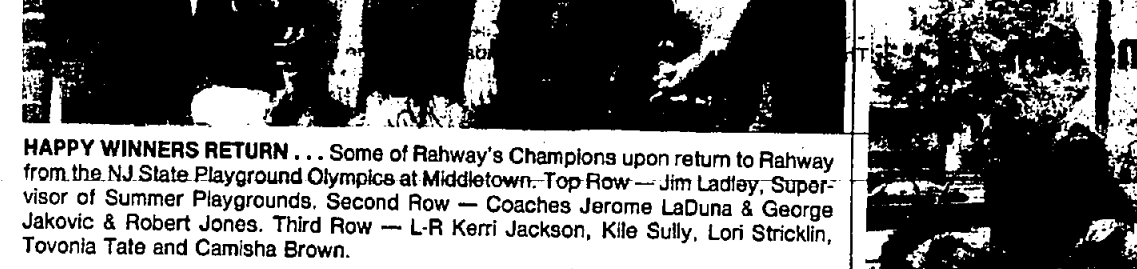 HAPPY WINNERS RETURN . . . Some of Rahway's Champions upon return to Rahway
from the NJ State Playground Olympics at Middletown. Top Row — Jim Ladley, Super-
visor of Summer Playgrounds. Second Row — Coaches Jerome LaDuna & George
Jakovic & Robert Jones. Third Row — L-R Kerri Jackson, Kile Sully, Lori Stricklin,
Tovonia Tate and Camisha Brown.